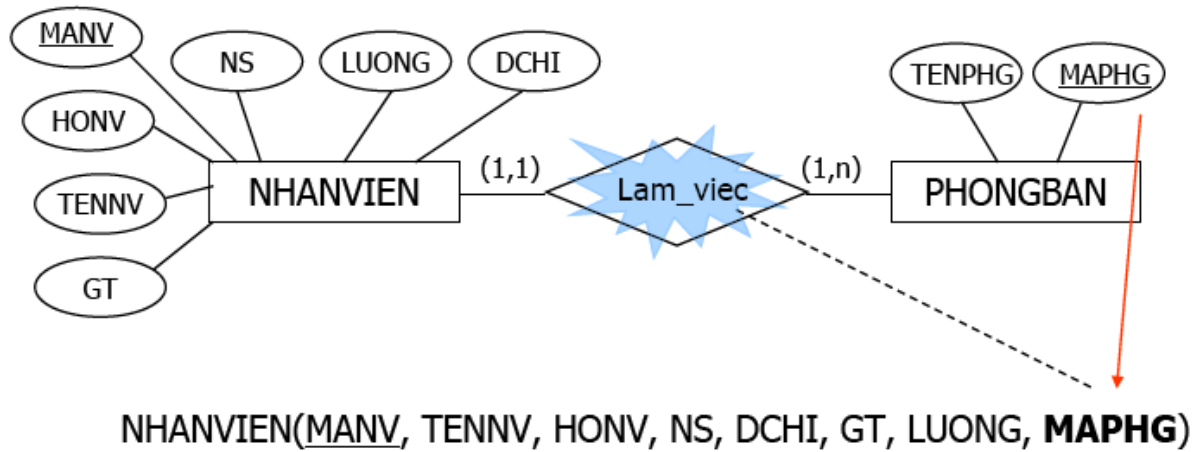 MANV
NS
LUONG
DCHI
TENPHG
MAPHG
HONV
TENNV
GT
NHANVIEN
(1,1)
Lam_viec
(1,n)
PHONGBAN
NHANVIEN(MANV, TENNV, HONV, NS, DCHI, GT, LUONG, MAPHG)